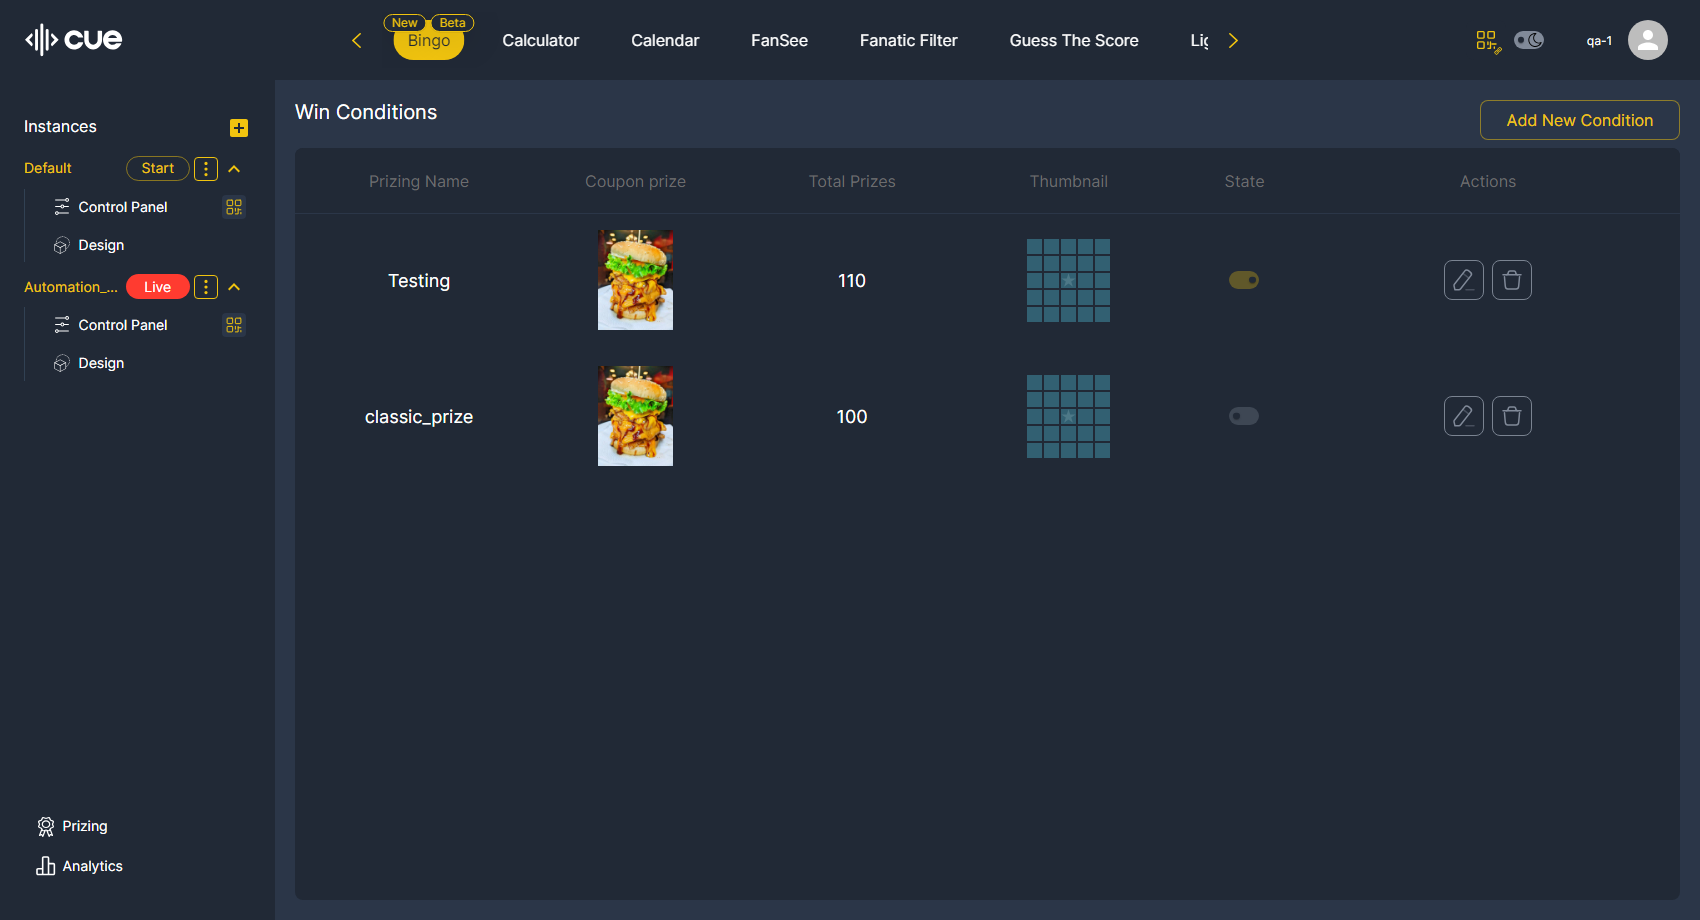 cue
New Beta
Bingo Calculator Calendar FanSee Fanatic Filter Guess The Score Lig
qa-1
Instances
Default Start
Control Panel
Design
Automation_... Live
Control Panel
Design
Prizing
Analytics
Win Conditions
Add New Condition
Prizing Name Coupon prize Total Prizes Thumbnail State Actions
Testing 110
classic_prize 100